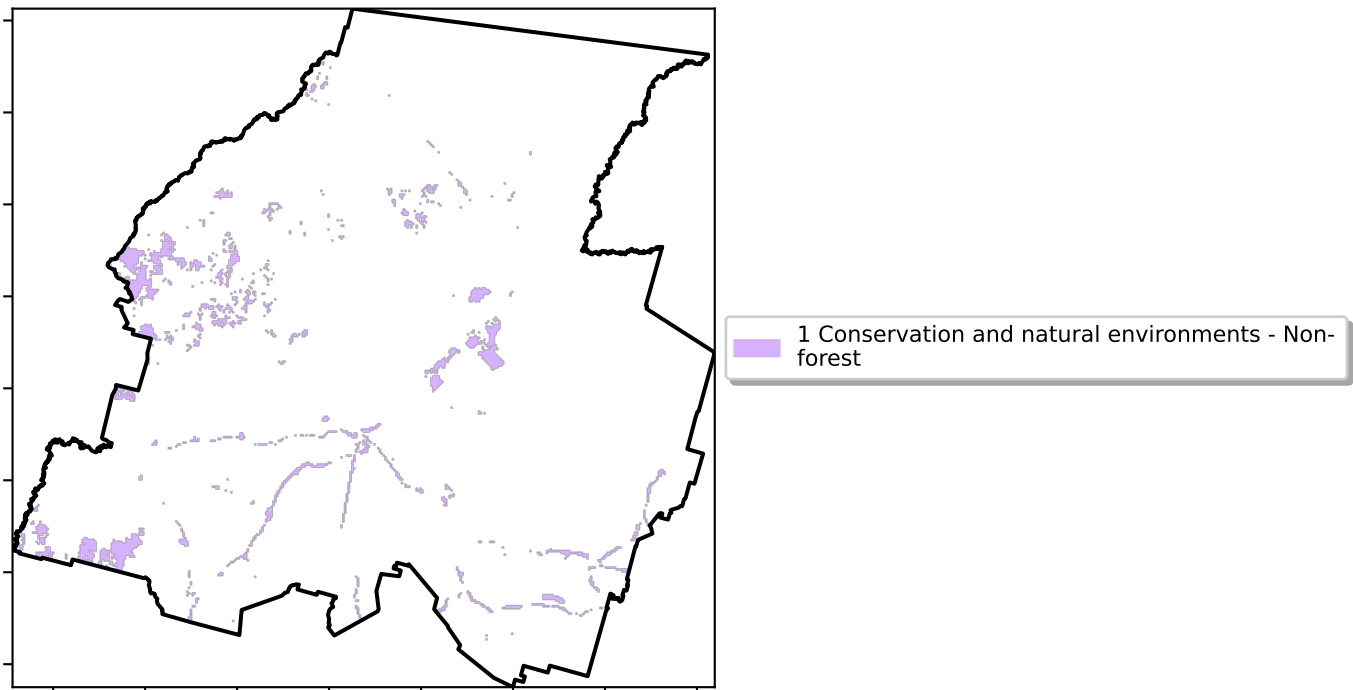 1 Conservation and natural environments - Non-
forest